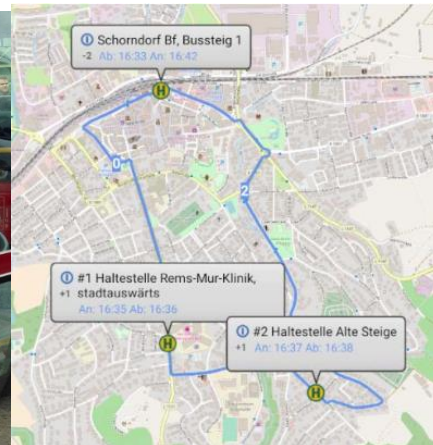 Schorndorf Bf, Bussteig 1
-2 Ab: 16:33 An: 16:42
H
0
2
#1 Haltestelle Rems-Mur-Klinik,
+1 stadtauswärts
An: 16:35 Ab: 16:36
H
#2 Haltestelle Alte Steige
+1 An: 16:37 Ab: 16:38
H